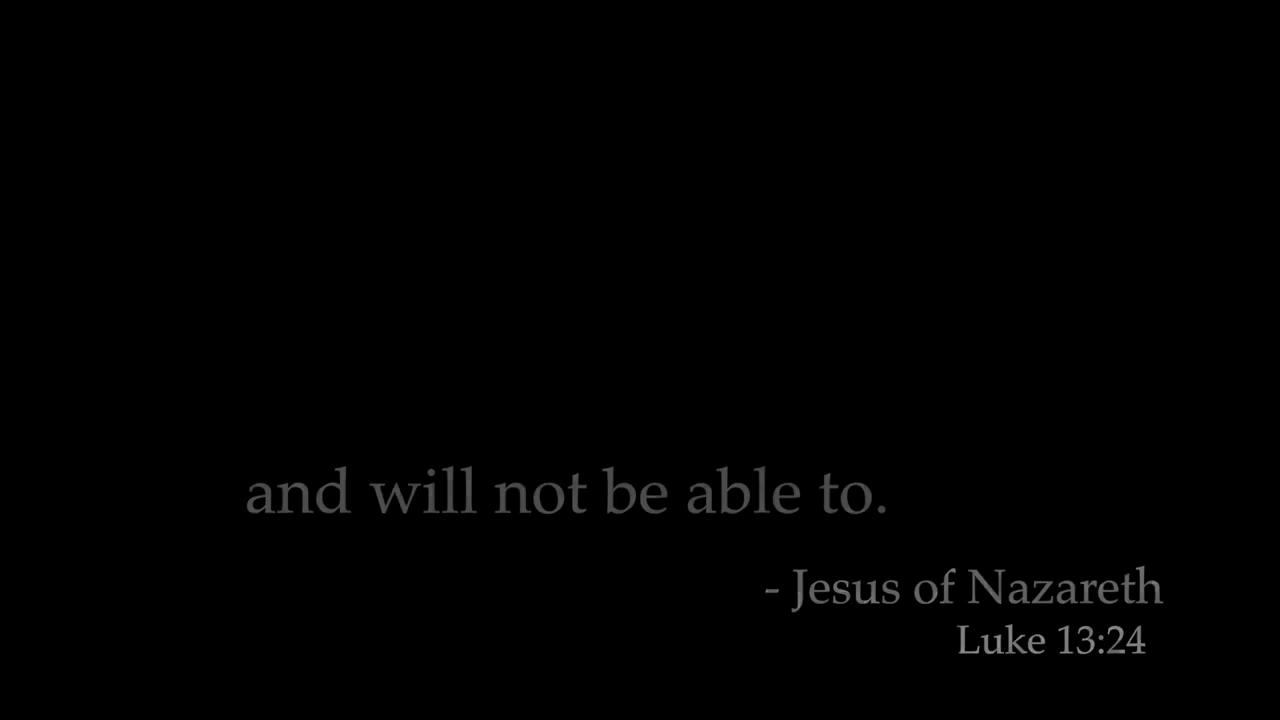 and will not be able to.
- Jesus of Nazareth
Luke 13:24